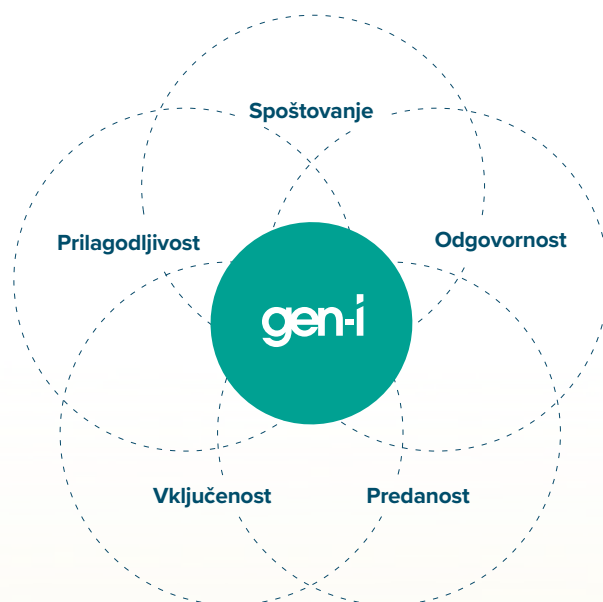 Spoštovanje
Prilagodljivost
Odgovornost
gen-i
Vključenost
Predanost